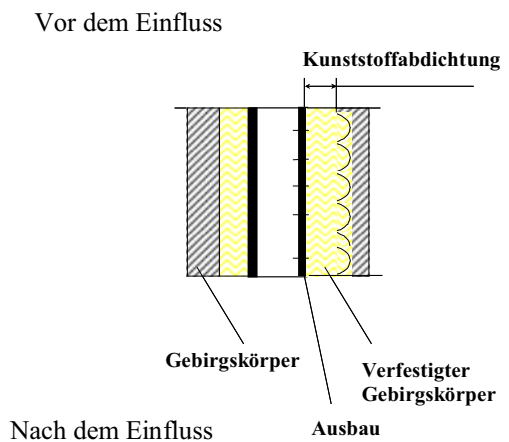 Vor dem Einfluss
Kunststoffabdichtung
Gebirgskörper
Verfestigter
Gebirgskörper
Ausbau
Nach dem Einfluss